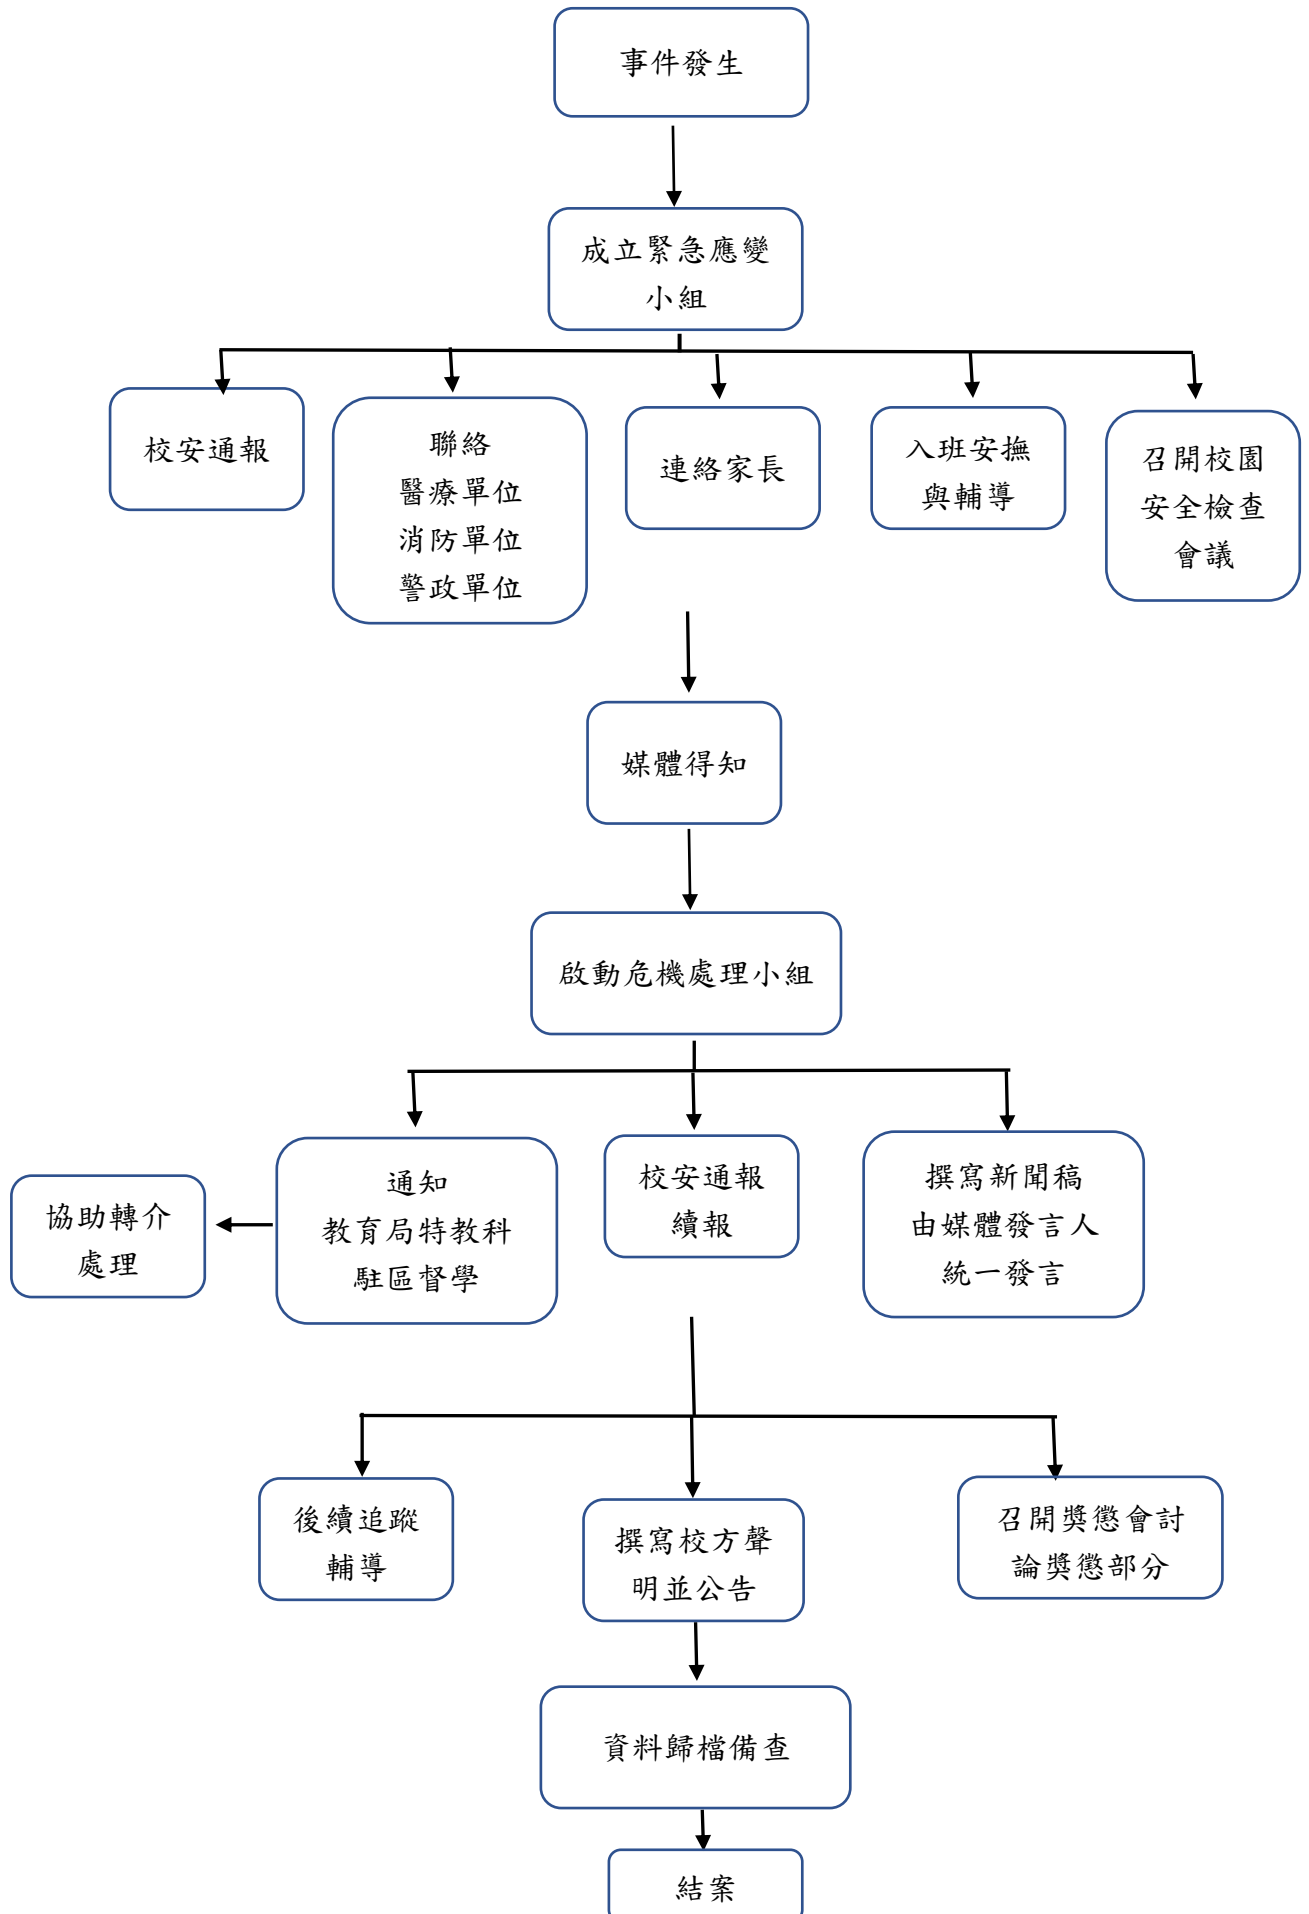 事件發生
成立緊急應變
小組
校安通報
聯絡
醫療單位
消防單位
警政單位
連絡家長
入班安撫
與輔導
召開校園
安全檢查
會議
媒體得知
啟動危機處理小組
協助轉介
處理
通知
教育局特教科
駐區督學
校安通報
續報
撰寫新聞稿
由媒體發言人
統一發言
後續追蹤
輔導
撰寫校方聲
明並公告
召開獎懲會討
論獎懲部分
資料歸檔備查
結案